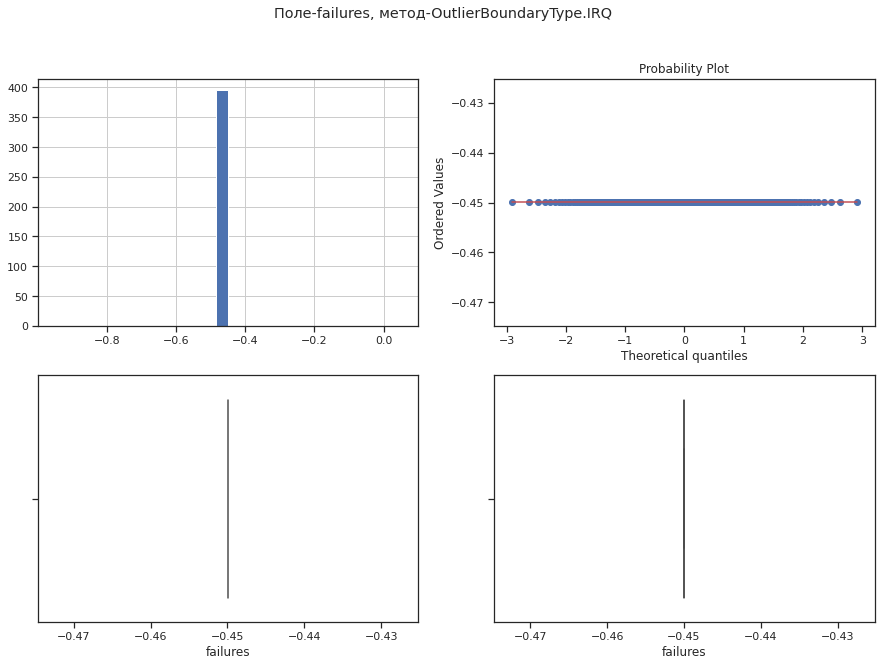 Поле-failures, метод-OutlierBoundaryType.IRQ
400
350
300
250
200
150
100
50
0
−0.8 −0.6 −0.4 −0.2 0.0
Probability Plot
Ordered Values
−0.43
−0.44
−0.45
−0.46
−0.47
−3 −2 −1 0 1 2 3
Theoretical quantiles
−0.47 −0.46 −0.45 −0.44 −0.43
failures
−0.47 −0.46 −0.45 −0.44 −0.43
failures